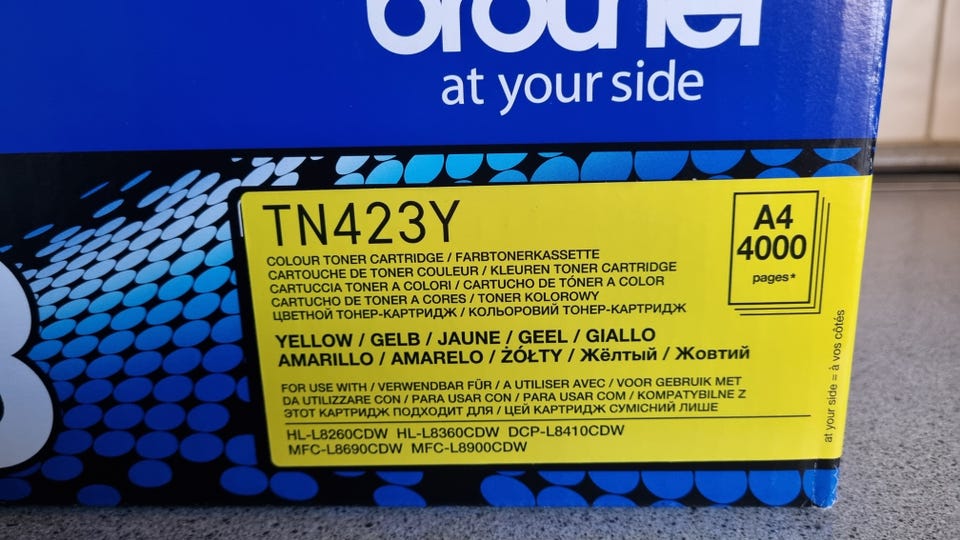 brother
at your side
TN423Y
COLOUR TONER CARTRIDGE / FARBTONERKASSETTE
CARTOUCHE DE TONER COULEUR / KLEUREN TONER CARTRIDGE
CARTUCCIA TONER A COLORI / CARTUCHO DE TÓNER A COLOR
CARTUCHO DE TONER A CORES / TONER KOLOROWY
ЦВЕТНОЙ ТОНЕР-КАРТРИДЖ / КОЛЬОРОВИЙ ТОНЕР-КАРТРИДЖ
YELLOW / GELB / JAUNE / GEEL / GIALLO
AMARILLO / AMARELO / ŻÓŁTY / Жёлтый / Жовтий
FOR USE WITH / VERWENDBAR FÜR / A UTILISER AVEC / VOOR GEBRUIK MET
DA UTILIZZARE CON / PARA USAR CON / PARA USAR COM / KOMPATYBILNE Z
ЭТОТ КАРТРИДЖ ПОДХОДИТ ДЛЯ / ЦЕЙ КАРТРИДЖ СУМІСНИЙ ЛИШЕ
HL-L8260CDW HL-L8360CDW DCP-L8410CDW
MFC-L8690CDW MFC-L8900CDW
A4
4000
pages*
at your side = à vos côtés